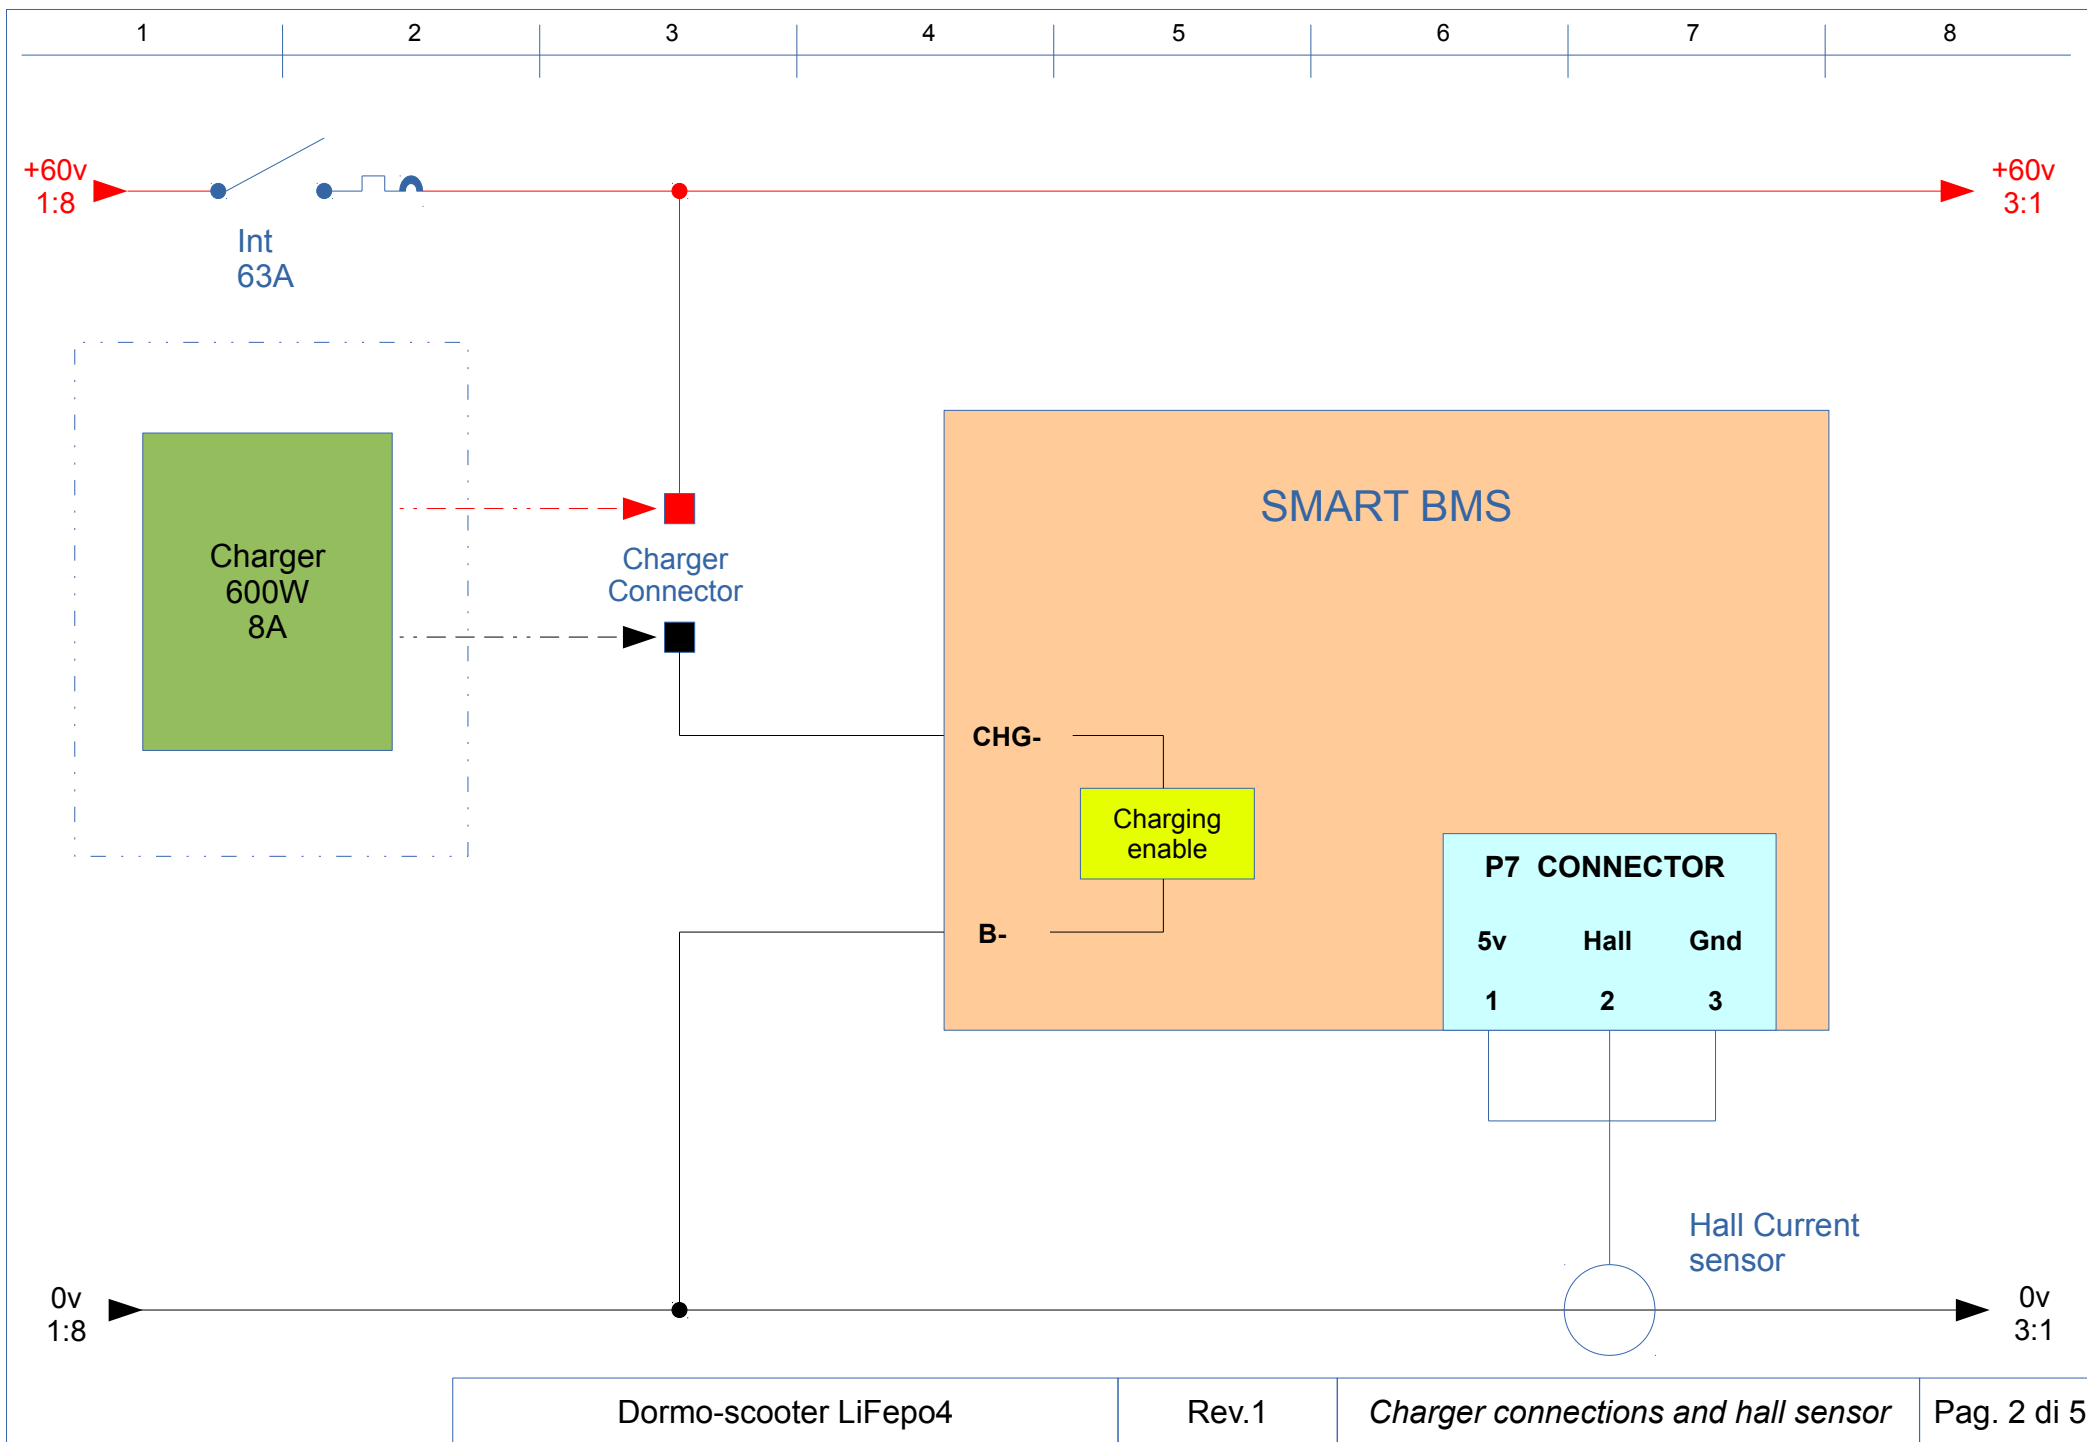 1 2 3 4 5 6 7 8
+60v
1:8
+60v
3:1
Int
63A
SMART BMS
Charger
600W
8A
Charger
Connector
CHG-
Charging
enable
B-
P7 CONNECTOR
5v Hall Gnd
1 2 3
Hall Current
sensor
0v
1:8
0v
3:1
Dormo-scooter LiFepo4 Rev.1 Charger connections and hall sensor Pag. 2 di 5